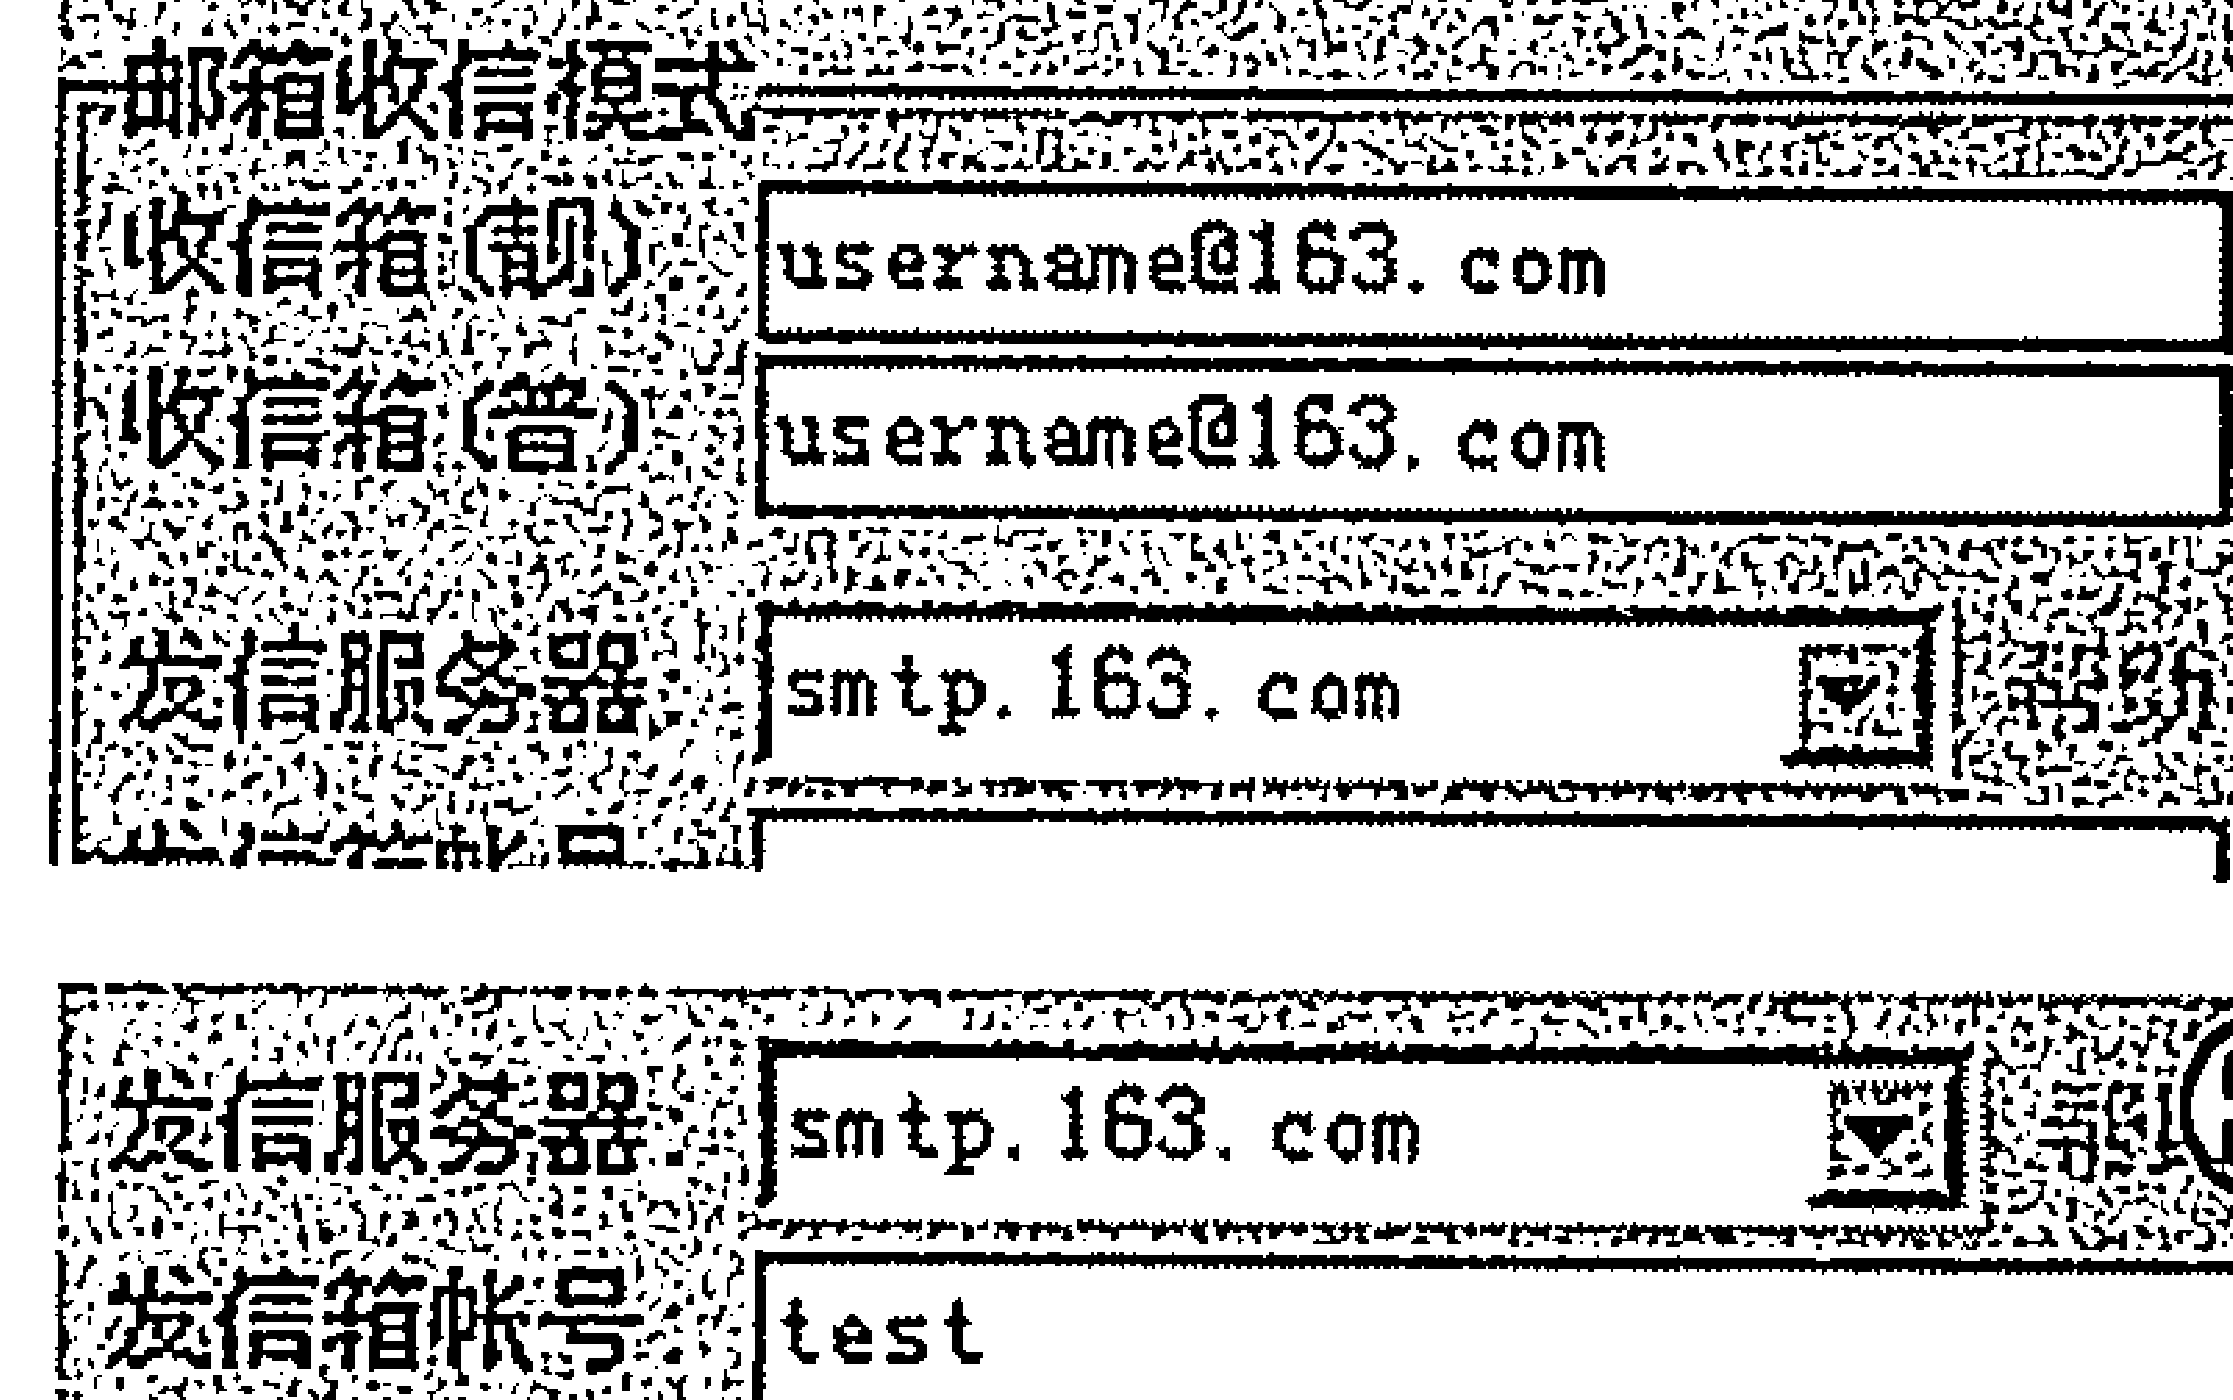 邮箱收信模式
收信箱(靓) username@163.com
收信箱(普) username@163.com
发信服务器 smtp.163.com
发信服务器 smtp.163.com
发信箱帐号 test